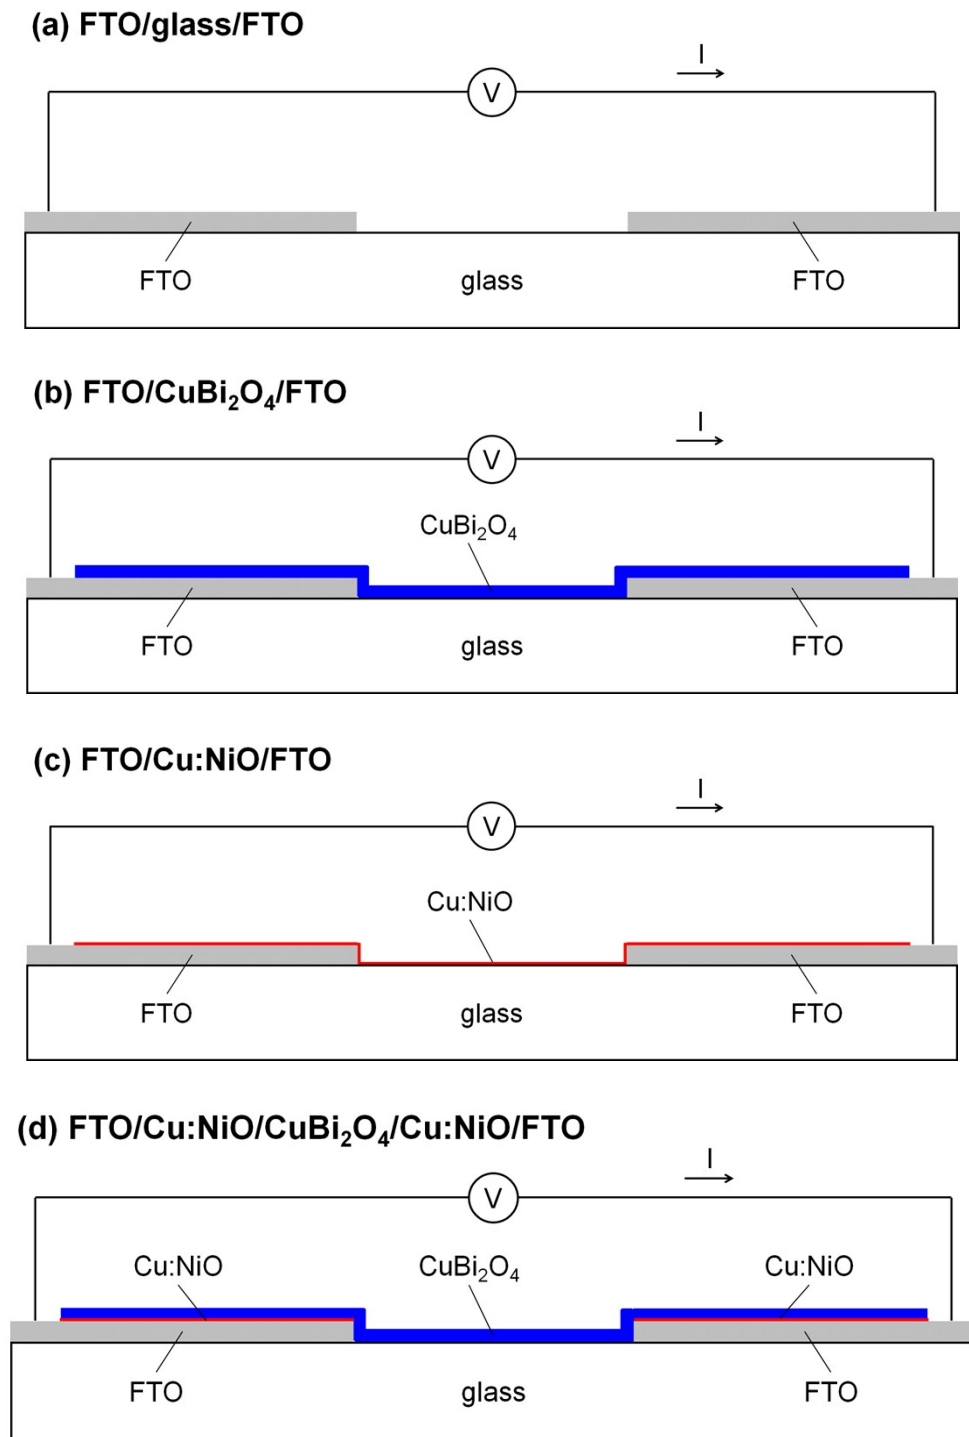 (a) FTO/glass/FTO
I
V
FTO
glass
FTO
(b) FTO/CuBi₂O₄/FTO
I
V
CuBi₂O₄
FTO
glass
FTO
(c) FTO/Cu:NiO/FTO
I
V
Cu:NiO
FTO
glass
FTO
(d) FTO/Cu:NiO/CuBi₂O₄/Cu:NiO/FTO
I
V
Cu:NiO
CuBi₂O₄
Cu:NiO
FTO
glass
FTO